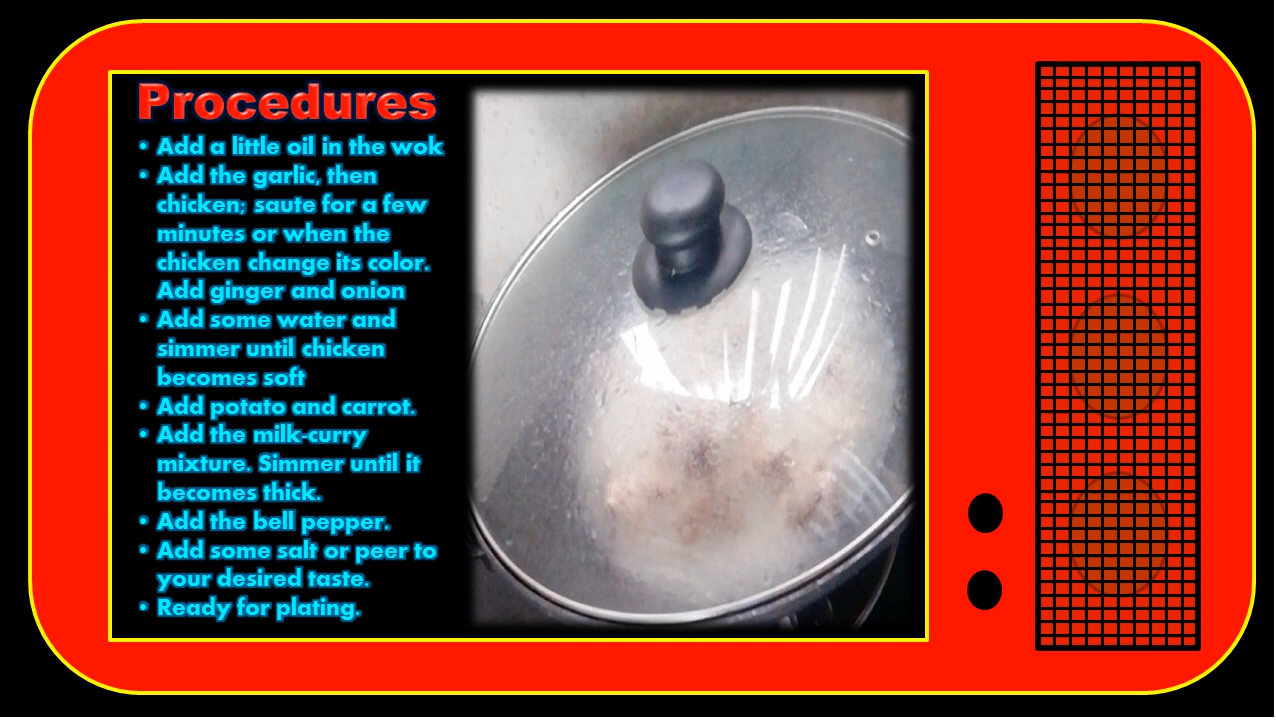 Procedures
• Add a little oil in the wok
• Add the garlic, then
chicken; saute for a few
minutes or when the
chicken change its color.
Add ginger and onion
• Add some water and
simmer until chicken
becomes soft
• Add potato and carrot.
• Add the milk-curry
mixture. Simmer until it
becomes thick.
• Add the bell pepper.
• Add some salt or peer to
your desired taste.
• Ready for plating.